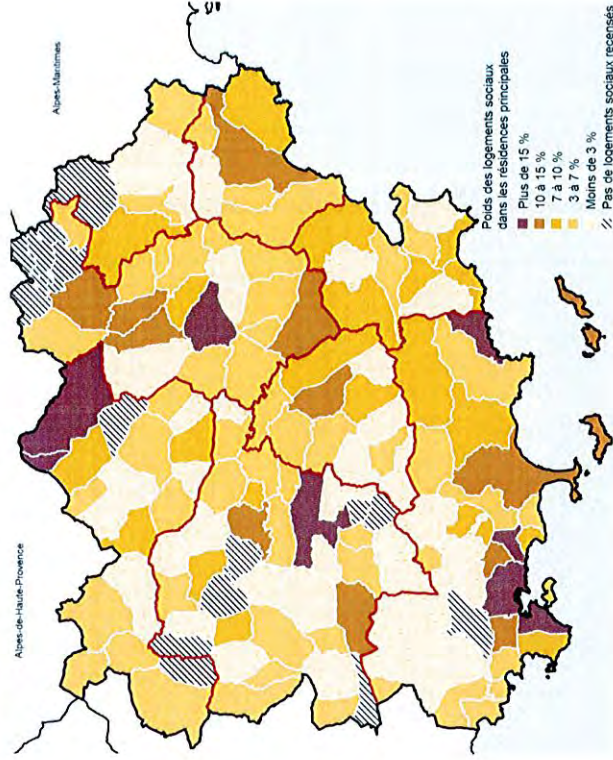 Alpes-de-Haute-Provence
Alpes-Maritimes
Poids des logements sociaux
dans les résidences principales
Plus de 15 %
10 à 15 %
7 à 10 %
3 à 7 %
Moins de 3 %
Pas de logements sociaux recensés